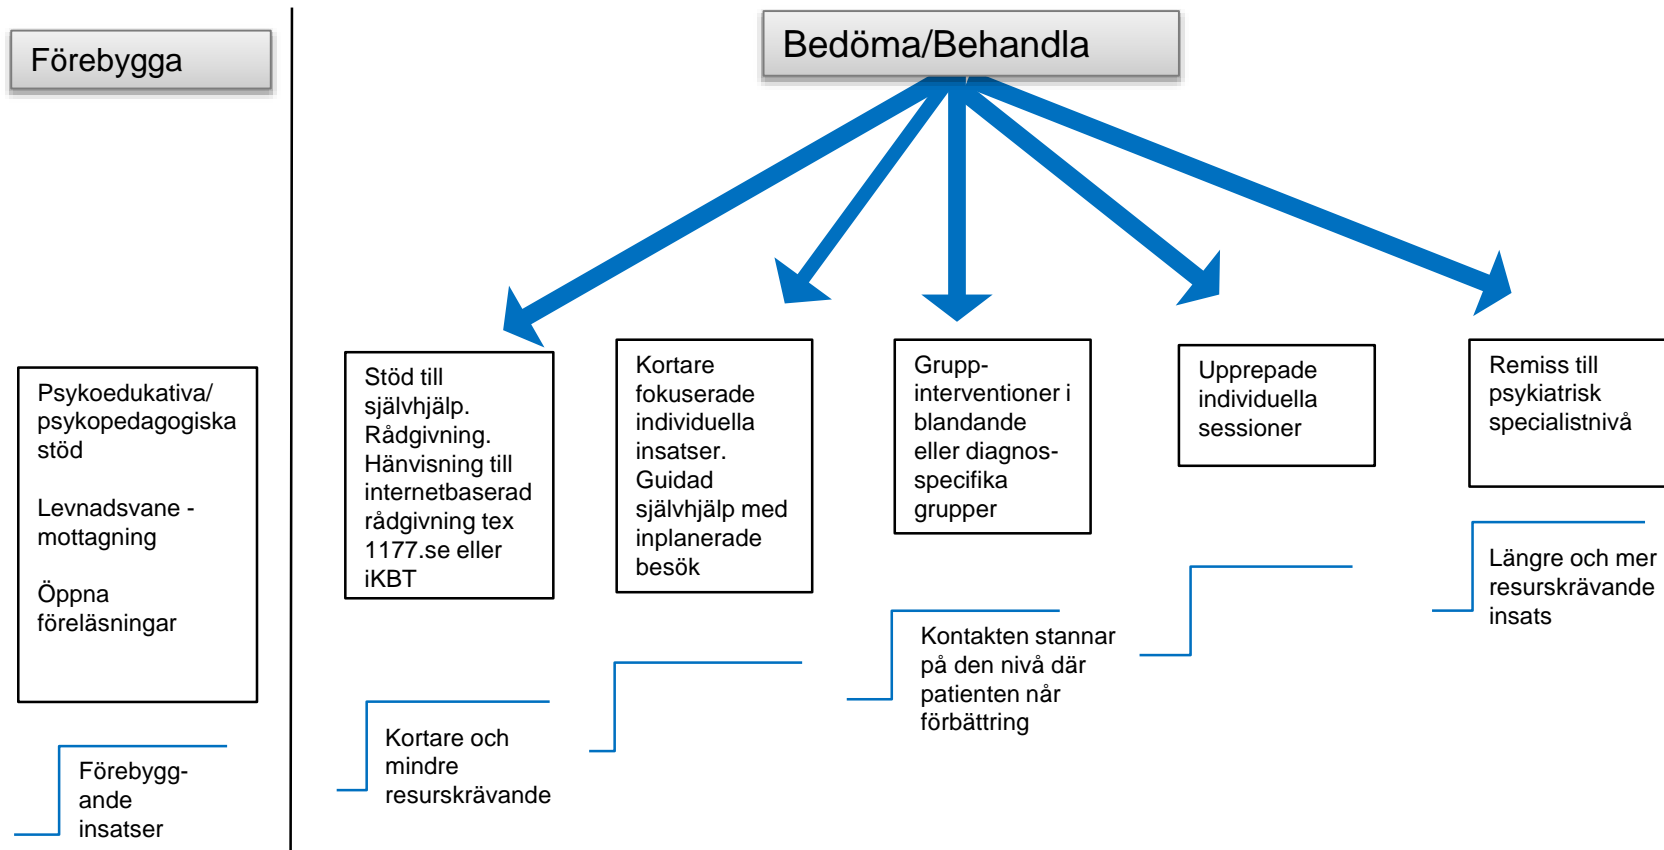 Förebygga
Psykoedukativa/
psykopedagogiska
stöd
Levnadsvane -
mottagning
Öppna
föreläsningar
Förebygg-
ande
insatser
Bedöma/Behandla
Stöd till
självhjälp.
Rådgivning.
Hänvisning till
internetbaserad
rådgivning tex
1177.se eller
iKBT
Kortare och
mindre
resurskrävande
Kortare
fokuserade
individuella
insatser.
Guidad
självhjälp med
inplanerade
besök
Grupp-
interventioner i
blandande
eller diagnos-
specifika
grupper
Kontakten stannar
på den nivå där
patienten når
förbättring
Upprepade
individuella
sessioner
Remiss till
psykiatrisk
specialistnivå
Längre och mer
resurskrävande
insats